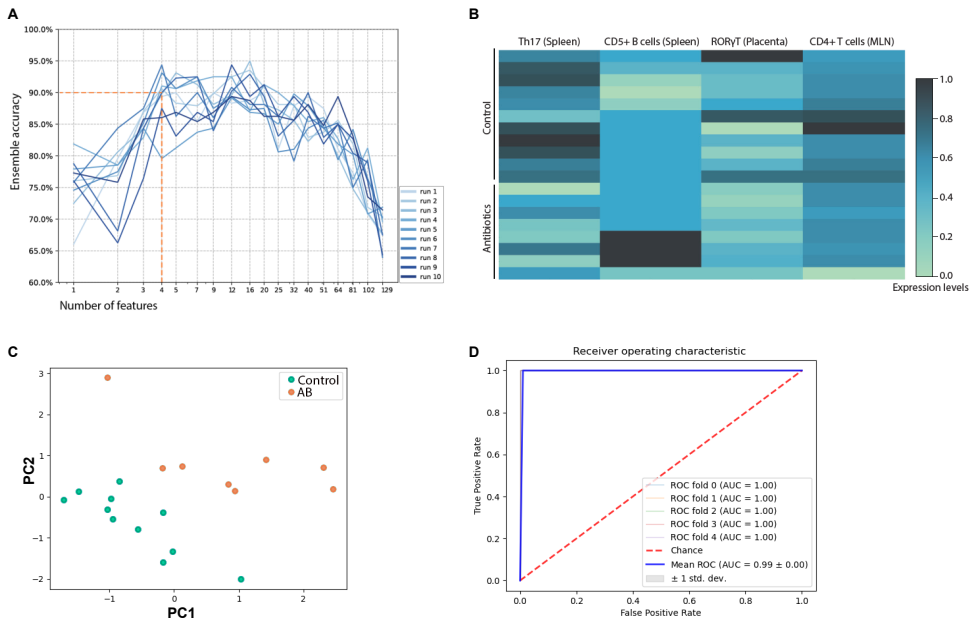 A
100.0%
95.0%
90.0%
85.0%
80.0%
75.0%
70.0%
65.0%
60.0%
Ensemble accuracy
1 2 3 4 5 7 9 12 16 20 25 32 40 51 64 81 102 129
Number of features
run 1
run 2
run 3
run 4
run 5
run 6
run 7
run 8
run 9
run 10
B
Th17 (Spleen) CD5+ B cells (Spleen) RORγT (Placenta) CD4+ T cells (MLN)
Control
Antibiotics
1.0
0.8
0.6
0.4
0.2
0.0
Expression levels
C
3
2
1
0
−1
−2
PC2
Control
AB
−1 0 1 2
PC1
D
Receiver operating characteristic
1.0
0.8
0.6
0.4
0.2
0.0
True Positive Rate
ROC fold 0 (AUC = 1.00)
ROC fold 1 (AUC = 1.00)
ROC fold 2 (AUC = 1.00)
ROC fold 3 (AUC = 1.00)
ROC fold 4 (AUC = 1.00)
Chance
Mean ROC (AUC = 0.99 ± 0.00)
± 1 std. dev.
0.0 0.2 0.4 0.6 0.8 1.0
False Positive Rate